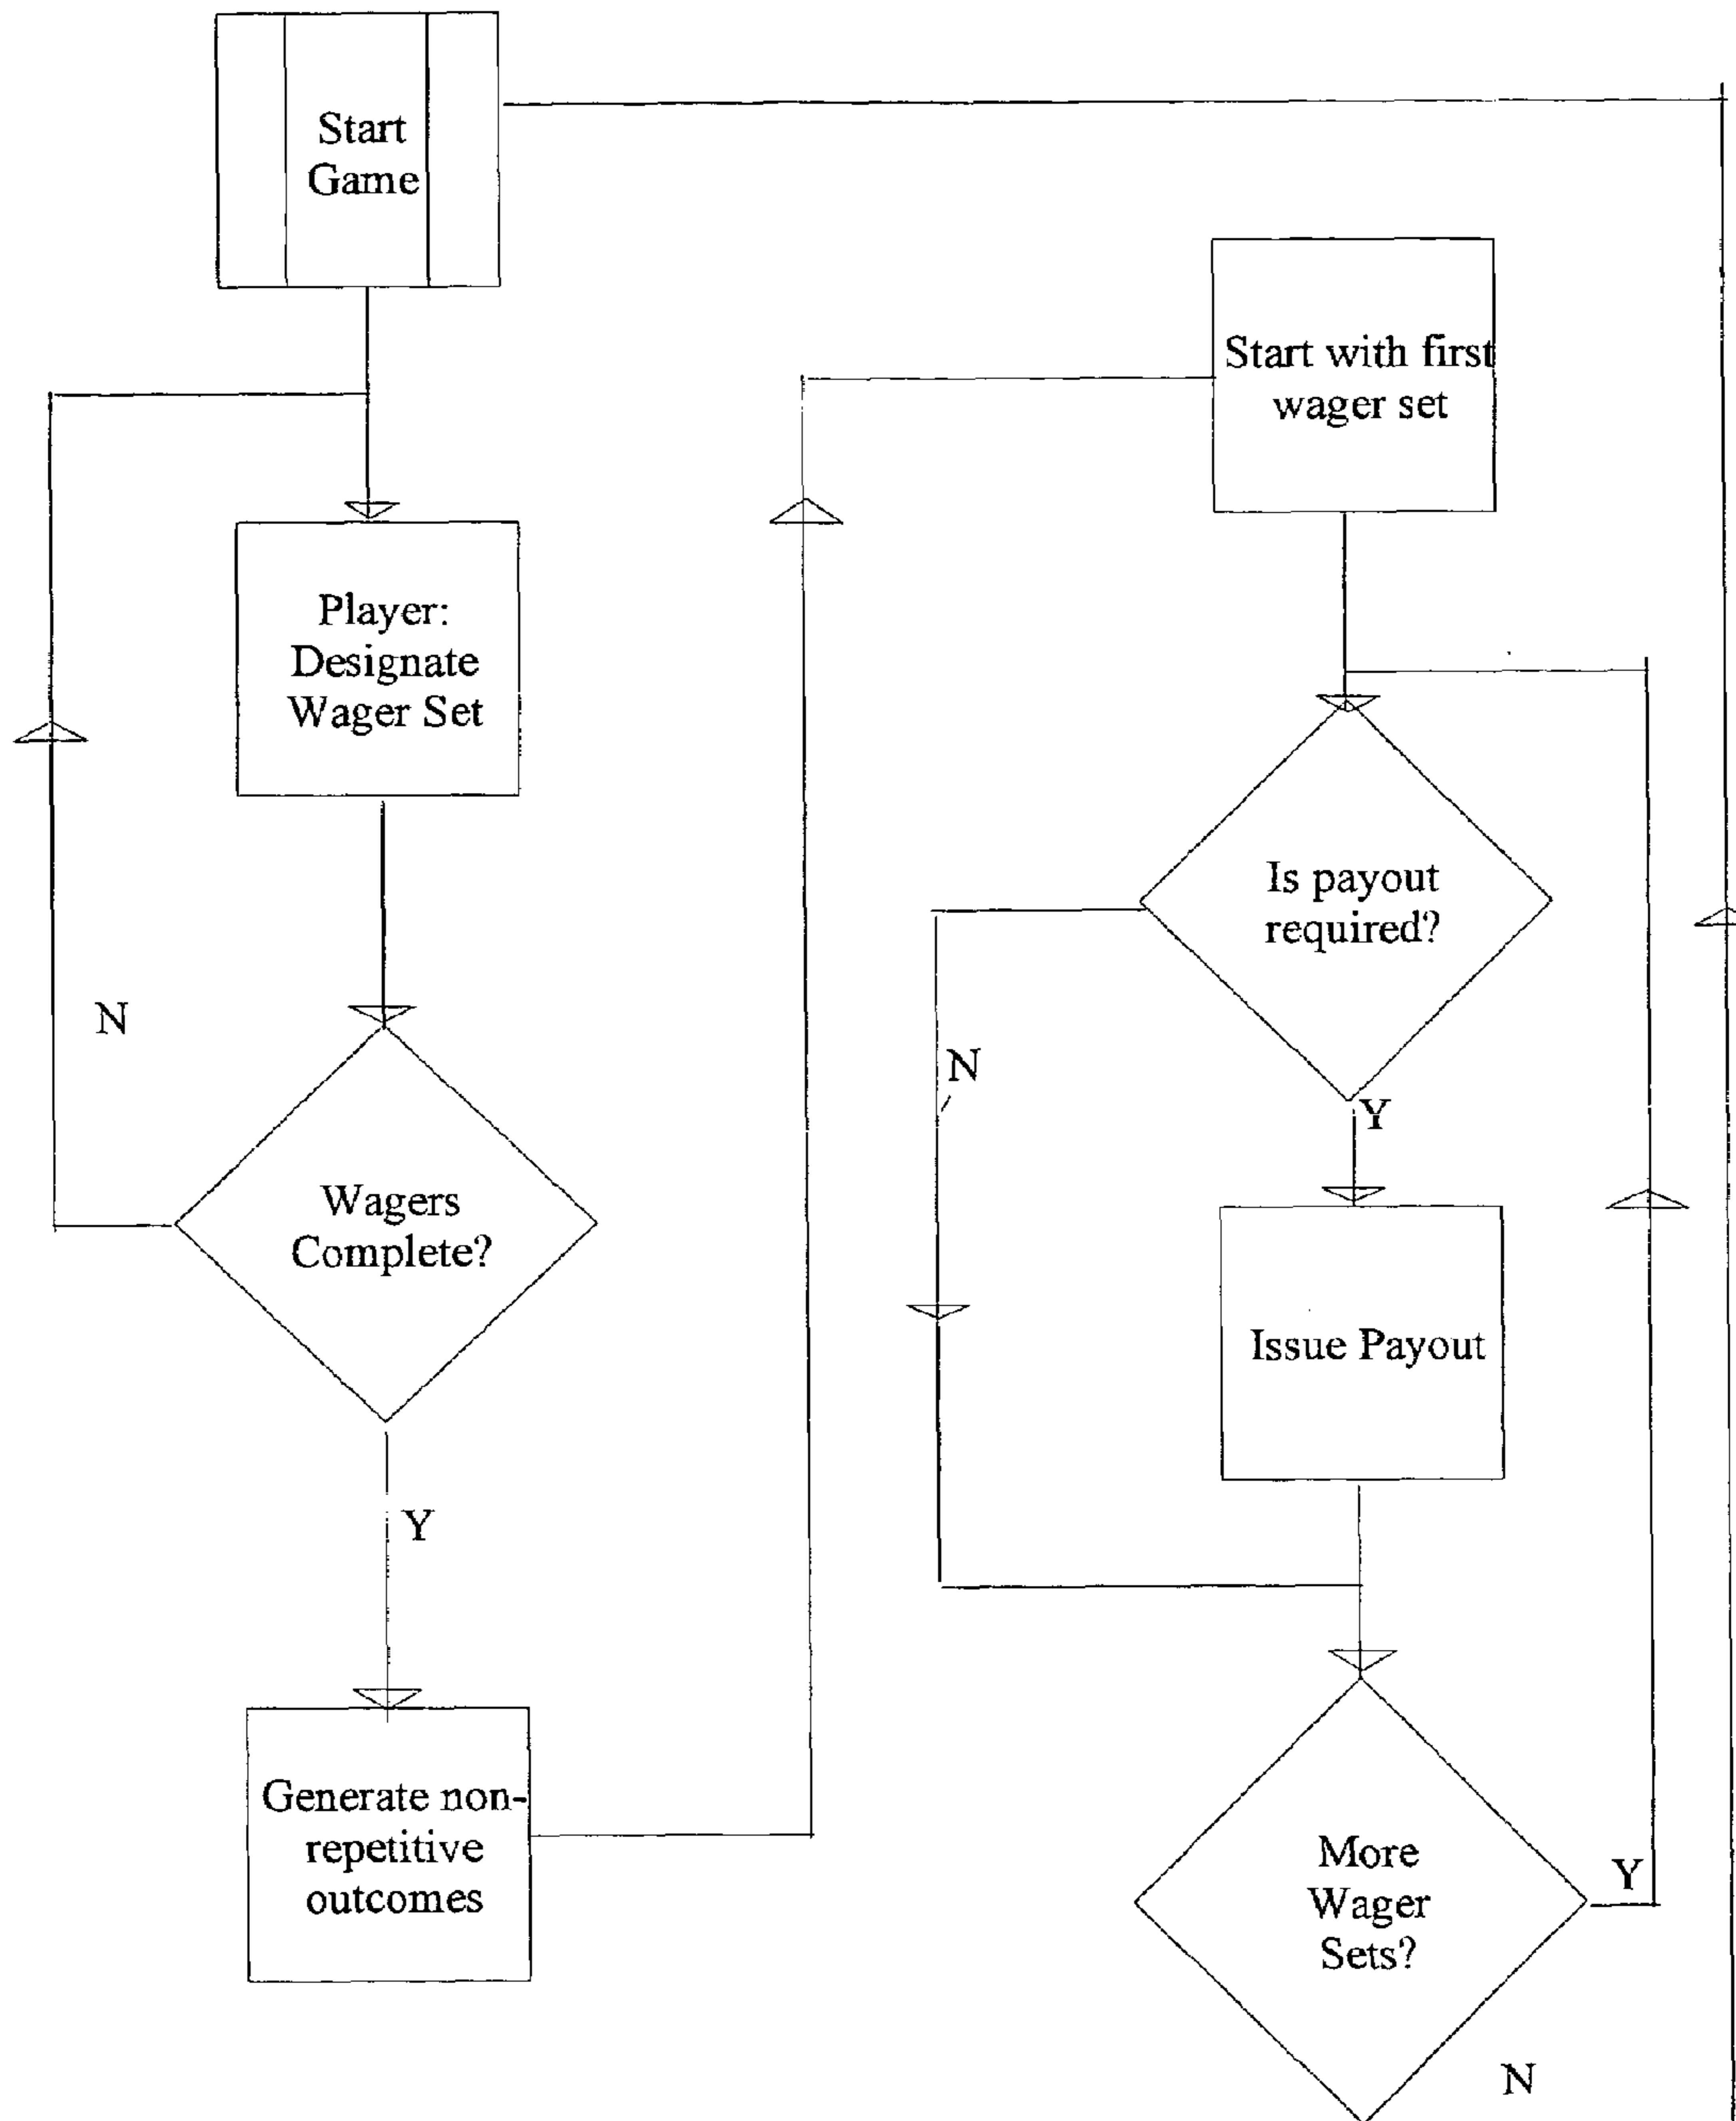 Start
Game
Player:
Designate
Wager Set
N
Wagers
Complete?
Y
Generate non-
repetitive
outcomes
Start with first
wager set
Is payout
required?
N
Y
Issue Payout
More
Wager
Sets?
Y
N